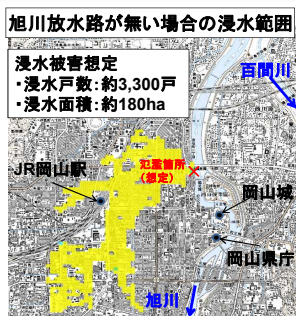 旭川放水路が無い場合の浸水範囲
浸水被害想定
・浸水戸数：約3,300戸
・浸水面積：約180ha
百間川
氾濫箇所
（想定）
JR岡山駅
岡山城
岡山県庁
旭川